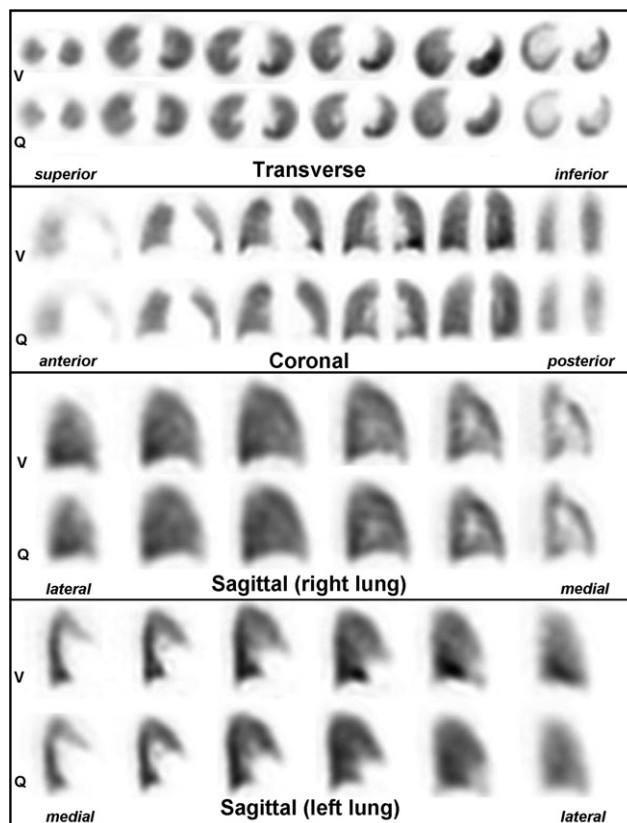 V
Q
superior Transverse inferior
V
Q
anterior Coronal posterior
V
Q
lateral Sagittal (right lung) medial
V
Q
medial Sagittal (left lung) lateral